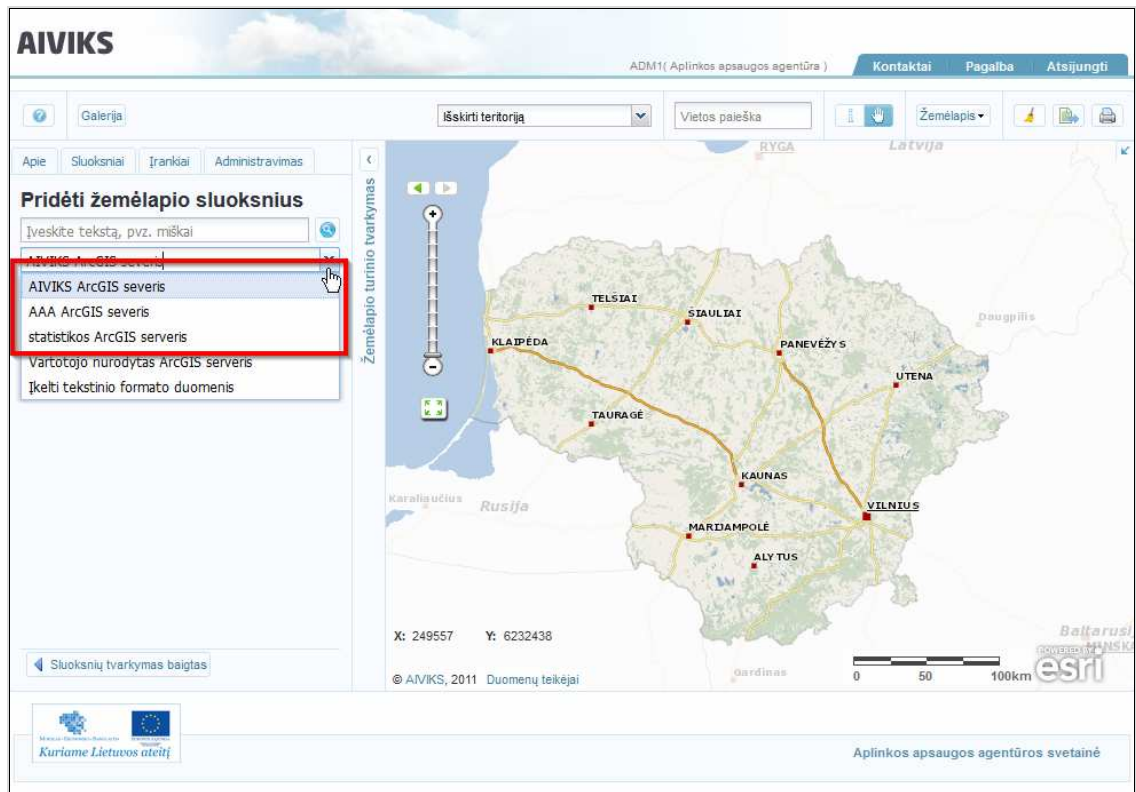 AIVIKS
ADM1( Aplinkos apsaugos agentūra )
Kontaktai
Pagalba
Atsijungti
Galerija
Išskirti teritoriją
Vietos paieška
Žemėlapis
Apie
Sluoksniai
Įrankiai
Administravimas
Pridėti žemėlapio sluoksnius
Įveskite tekstą, pvz. miškai
AIVIKS ArcGIS severis
AIVIKS ArcGIS severis
AAA ArcGIS severis
statistikos ArcGIS serveris
Vartotojo nurodytas ArcGIS serveris
Įkelti tekstinio formato duomenis
Sluoksnių tvarkymas baigtas
Žemėlapio turinio tvarkymas
RYGA
Latvija
TELŠIAI
ŠIAULIAI
Daugpilis
KLAIPĖDA
PANEVĖŽYS
UTENA
TAURAGĖ
KAUNAS
Karaliaučius
Rusija
VILNIUS
MARIJAMPOLĖ
ALYTUS
X: 249557 Y: 6232438
Baltarusij
MINSKA
Gardinas
POWERED BY
esri
0 50 100km
© AIVIKS, 2011 Duomenų teikėjai
Kuriame Lietuvos ateitį
Aplinkos apsaugos agentūros svetainė